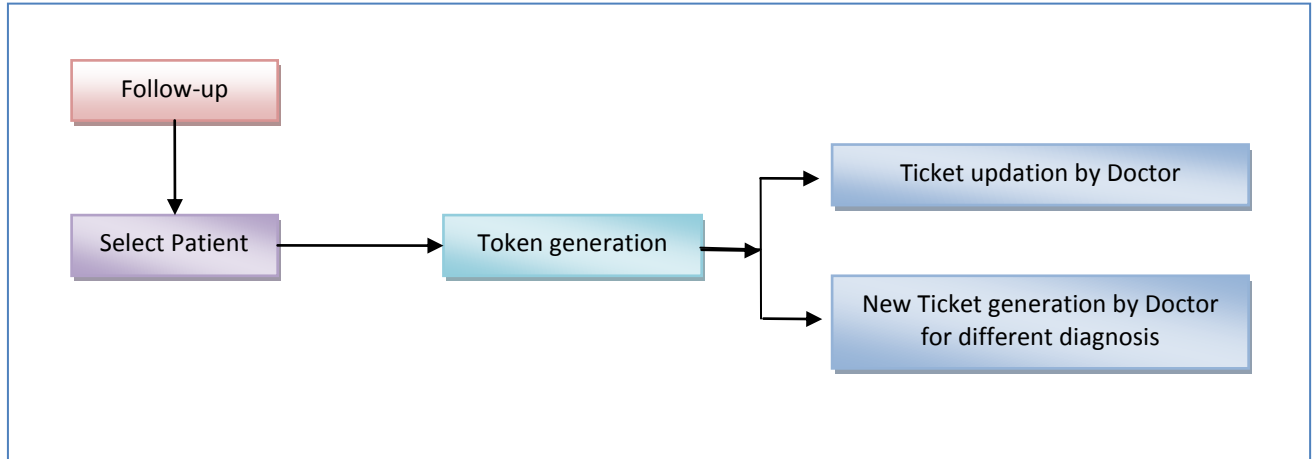 Follow-up
Select Patient
Token generation
Ticket updation by Doctor
New Ticket generation by Doctor
for different diagnosis